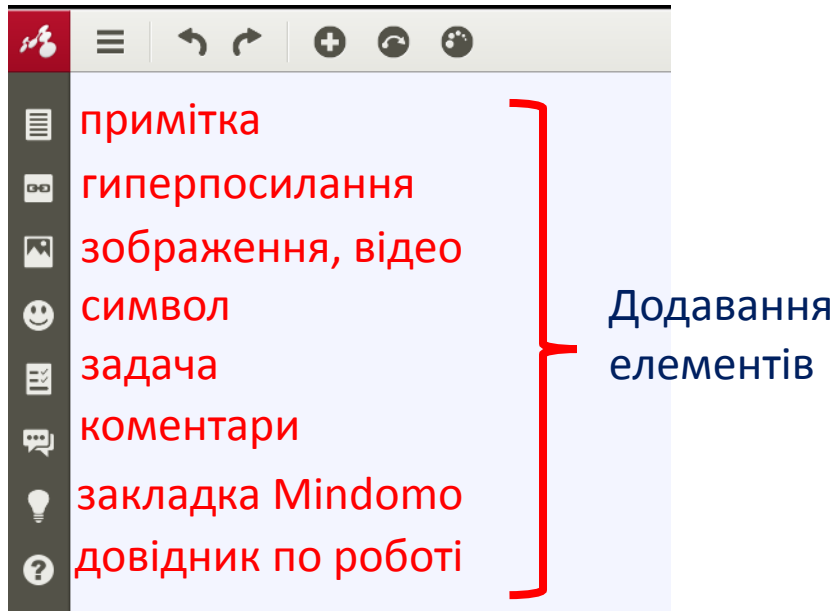 примітка
гиперпосилання
зображення, відео
символ
задача
коментари
закладка Mindomo
довідник по роботі
Додавання
елементів